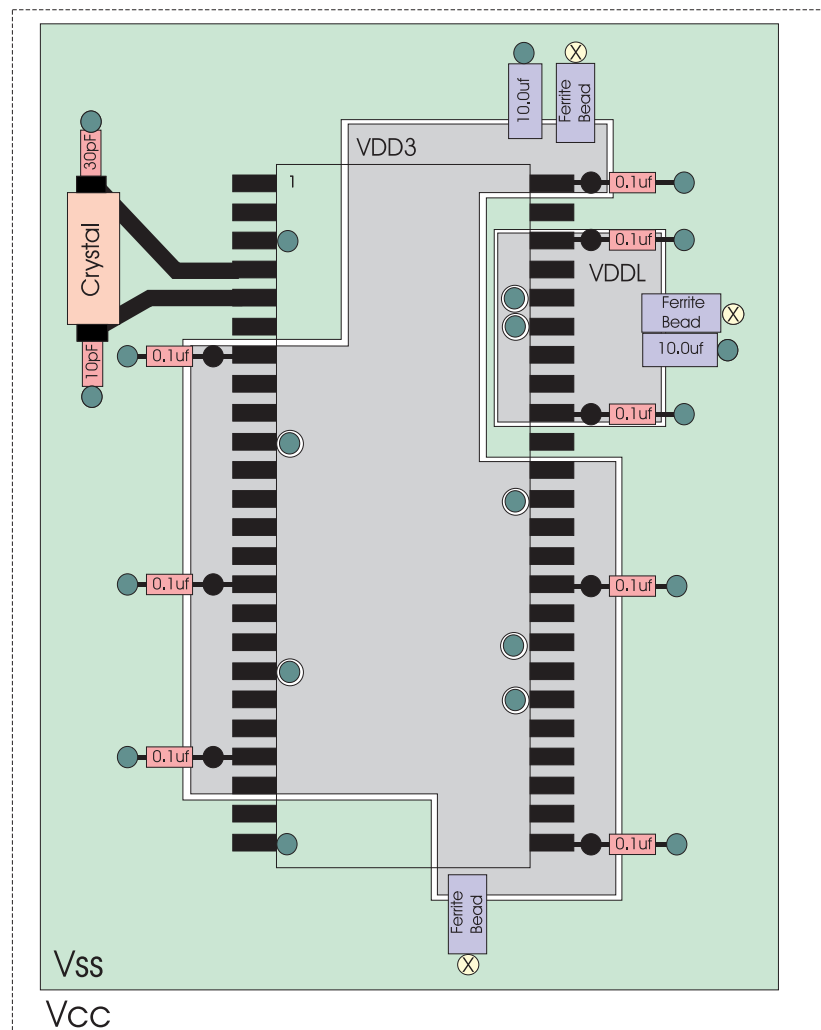 10.0uf
Ferrite
Bead
30pF
VDD3
1
0.1uf
Crystal
0.1uf
VDDL
Ferrite
Bead
10.0uf
10pF
0.1uf
0.1uf
0.1uf
0.1uf
0.1uf
0.1uf
Ferrite
Bead
Vss
Vcc
X
X
X